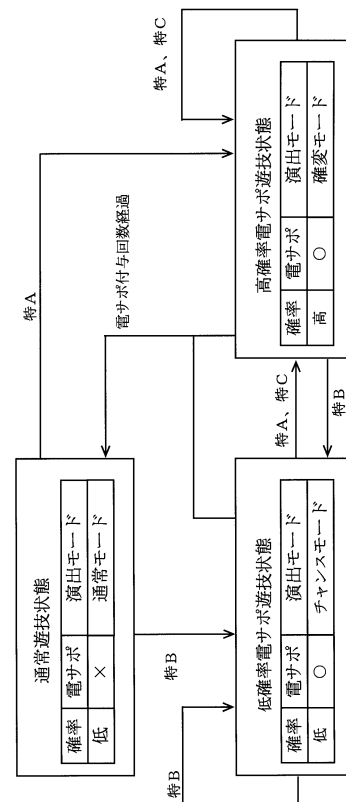 通常遊技状態
確率 電サポ 演出モード
低 × 通常モード
特A
特B
電サポ付与回数経過
特B
低確率電サポ遊技状態
確率 電サポ 演出モード
低 ○ チャンスモード
特A、特C
特B
特A、特C
高確率電サポ遊技状態
確率 電サポ 演出モード
高 ○ 確変モード